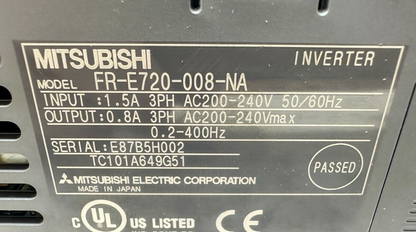 MITSUBISHI INVERTER
MODEL FR-E720-008-NA
INPUT :1.5A 3PH AC200-240V 50/60Hz
OUTPUT:0.8A 3PH AC200-240Vmax
0.2-400Hz
SERIAL:E87B5H002
TC101A649G51
PASSED
MITSUBISHI ELECTRIC CORPORATION
MADE IN JAPAN
C UL US LISTED CE